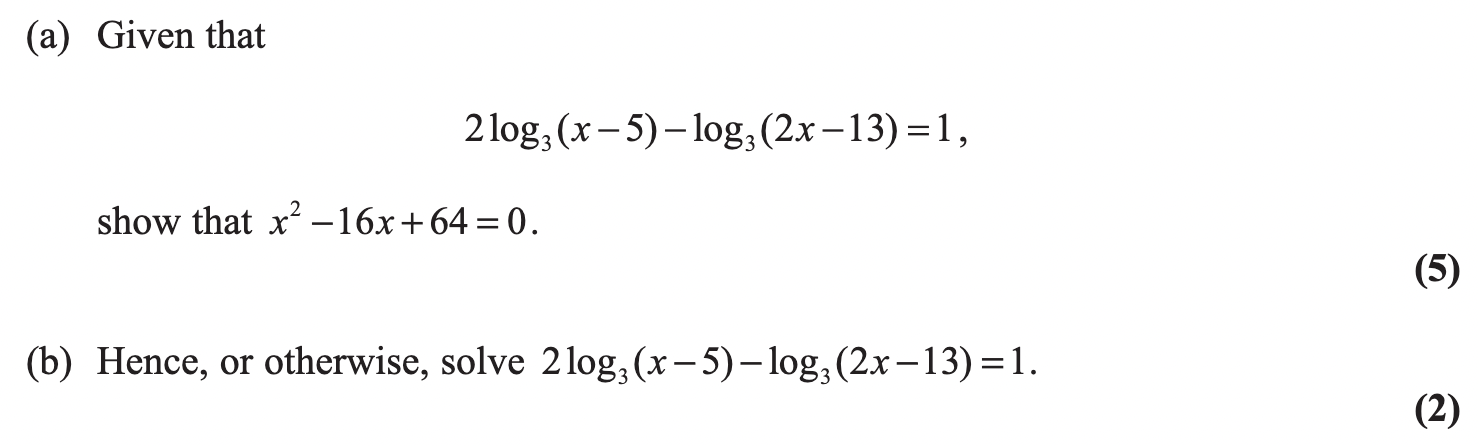 (a) Given that
2 log₃(x − 5) − log₃(2x − 13) = 1,
show that x² − 16x + 64 = 0.
(5)
(b) Hence, or otherwise, solve 2 log₃(x − 5) − log₃(2x − 13) = 1.
(2)